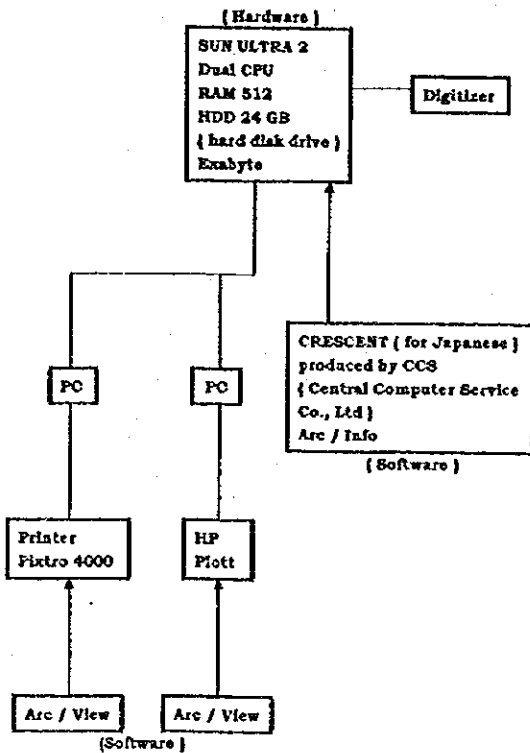 ( Hardware )
SUN ULTRA 2
Dual CPU
RAM 512
HDD 24 GB
( hard disk drive )
Exabyte
Digitizer
CRESCENT ( for Japanese )
produced by CCS
( Central Computer Service
Co., Ltd )
Arc / Info
( Software )
PC
PC
Printer
Pixtro 4000
HP
Plott
Arc / View
Arc / View
(Software )